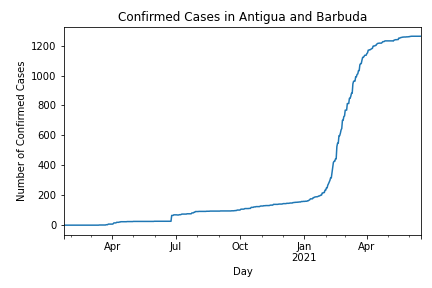 Confirmed Cases in Antigua and Barbuda
Number of Confirmed Cases
1200
1000
800
600
400
200
0
Apr Jul Oct Jan Apr
2021
Day